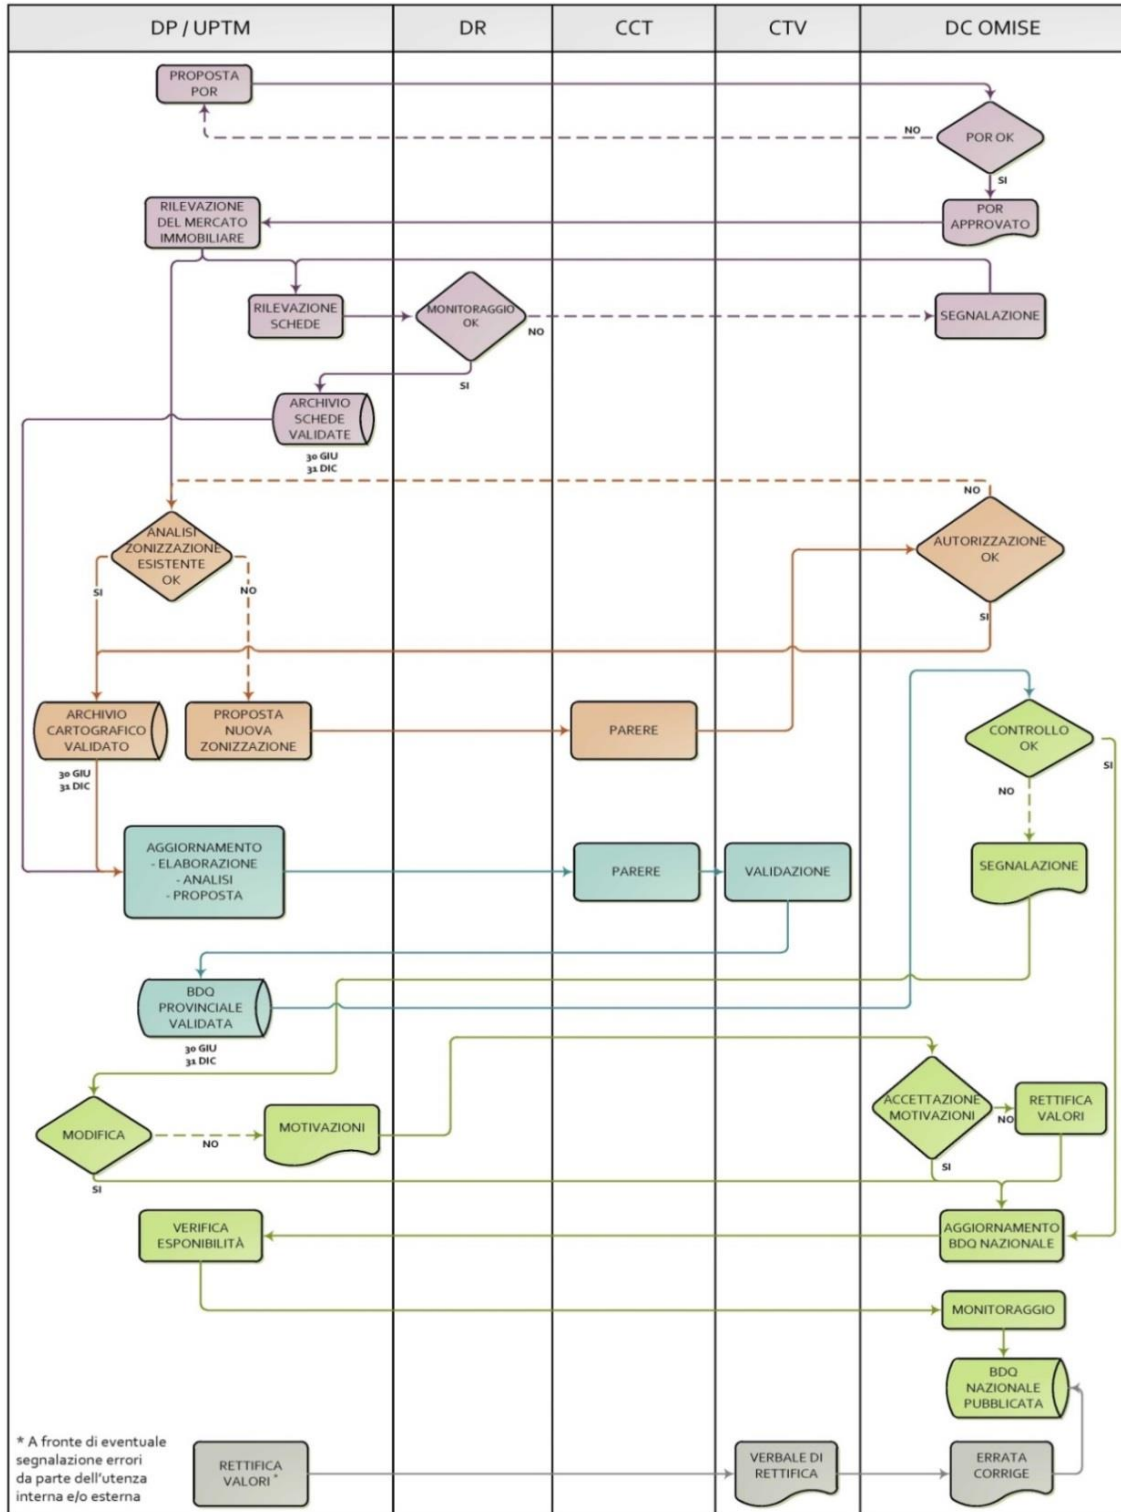 DP / UPTM
DR
CCT
CTV
DC OMISE
PROPOSTA
POR
POR OK
NO
SI
RILEVAZIONE
DEL MERCATO
IMMOBILIARE
POR
APPROVATO
RILEVAZIONE
SCHEDE
MONITORAGGIO
OK
NO
SEGNALAZIONE
SI
ARCHIVIO
SCHEDE
VALIDATE
30 GIU
31 DIC
NO
ANALISI
ZONIZZAZIONE
ESISTENTE
OK
AUTORIZZAZIONE
OK
SI
NO
SI
ARCHIVIO
CARTOGRAFICO
VALIDATO
PROPOSTA
NUOVA
ZONIZZAZIONE
PARERE
CONTROLLO
OK
SI
30 GIU
31 DIC
NO
AGGIORNAMENTO
- ELABORAZIONE
- ANALISI
- PROPOSTA
PARERE
VALIDAZIONE
SEGNALAZIONE
BDQ
PROVINCIALE
VALIDATA
30 GIU
31 DIC
MODIFICA
NO
MOTIVAZIONI
ACCETTAZIONE
MOTIVAZIONI
NO
RETTIFICA
VALORI
SI
SI
VERIFICA
ESPONIBILITÀ
AGGIORNAMENTO
BDQ NAZIONALE
MONITORAGGIO
BDQ
NAZIONALE
PUBBLICATA
* A fronte di eventuale
segnalazione errori
da parte dell'utenza
interna e/o esterna
RETTIFICA
VALORI *
VERBALE DI
RETTIFICA
ERRATA
CORRIGE